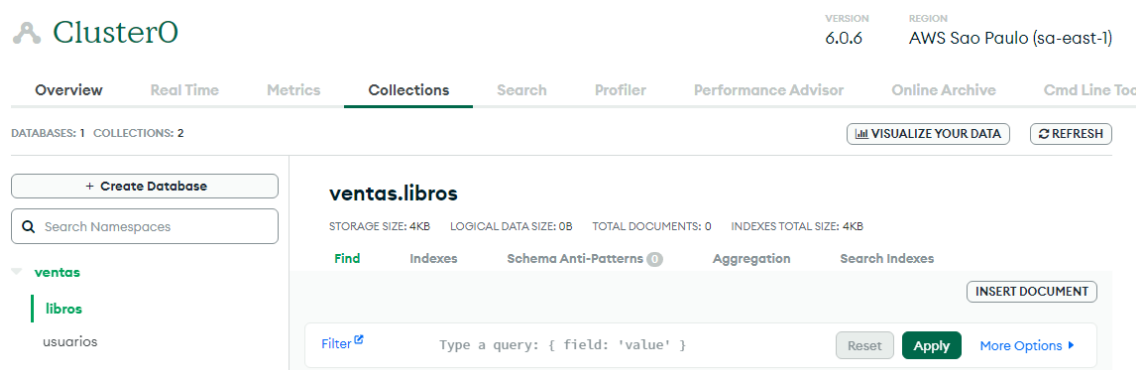 Cluster0
VERSION
6.0.6
REGION
AWS Sao Paulo (sa-east-1)
Overview Real Time Metrics Collections Search Profiler Performance Advisor Online Archive Cmd Line Too
DATABASES: 1 COLLECTIONS: 2
VISUALIZE YOUR DATA
REFRESH
+ Create Database
Search Namespaces
ventas
libros
usuarios
ventas.libros
STORAGE SIZE: 4KB LOGICAL DATA SIZE: 0B TOTAL DOCUMENTS: 0 INDEXES TOTAL SIZE: 4KB
Find Indexes Schema Anti-Patterns 0 Aggregation Search Indexes
INSERT DOCUMENT
Filter Type a query: { field: 'value' } Reset Apply More Options